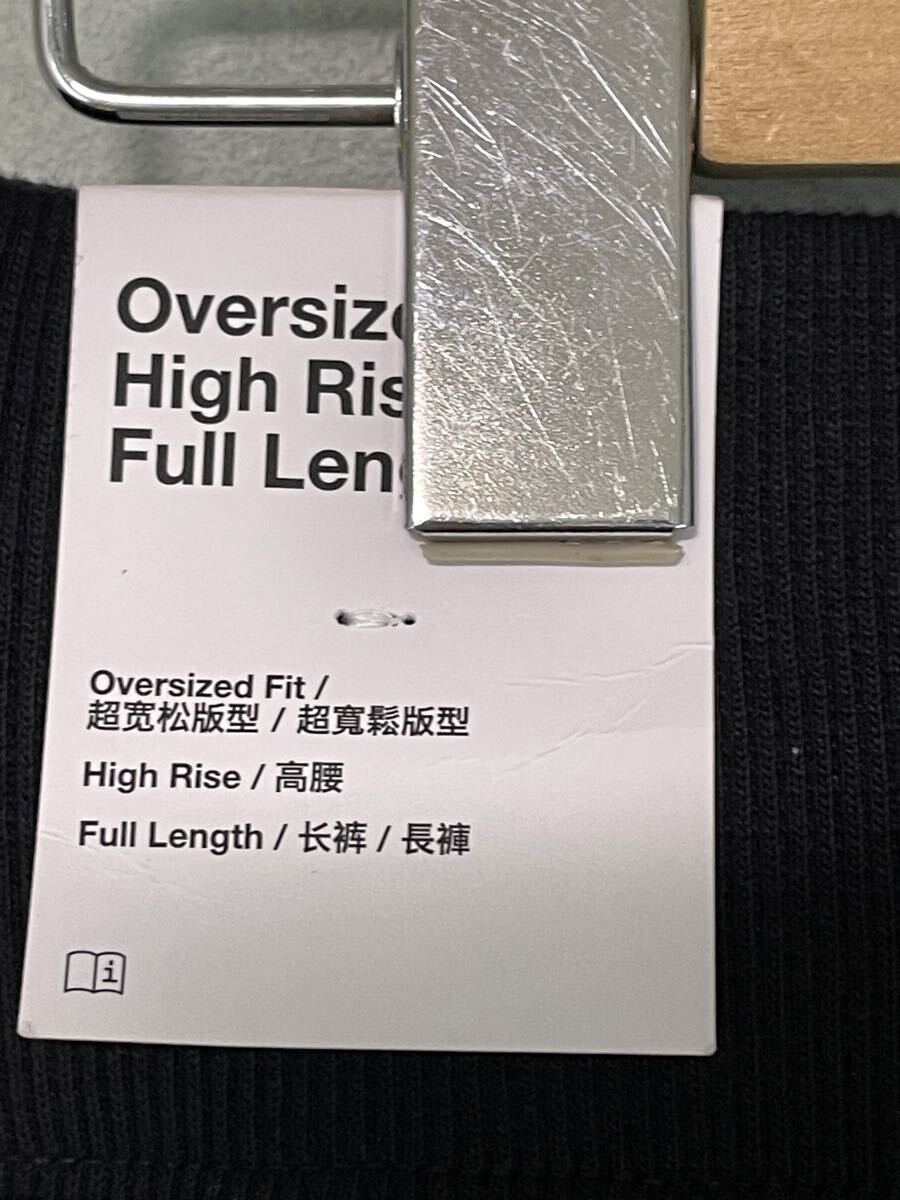 Oversize
High Ris
Full Len
Oversized Fit /
超宽松版型 / 超寬鬆版型
High Rise / 高腰
Full Length / 长裤 / 長褲
i